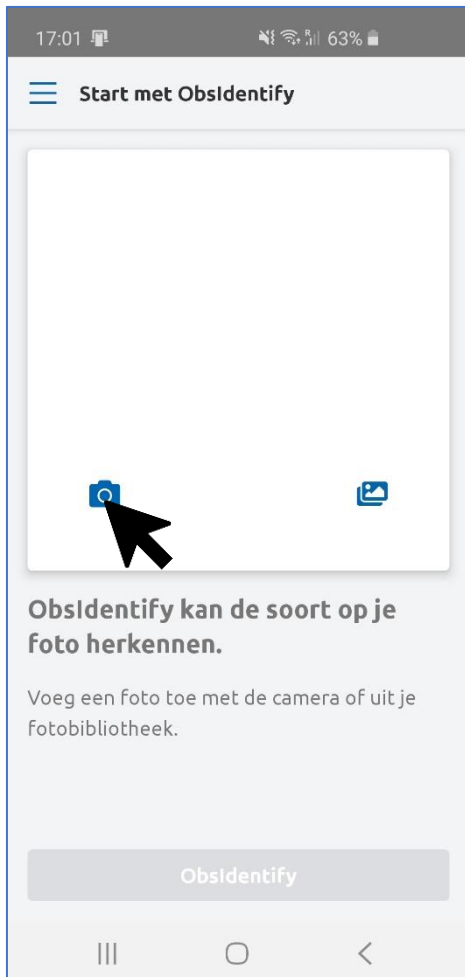 17:01 63%
Start met ObsIdentify
ObsIdentify kan de soort op je
foto herkennen.
Voeg een foto toe met de camera of uit je
fotobibliotheek.
ObsIdentify